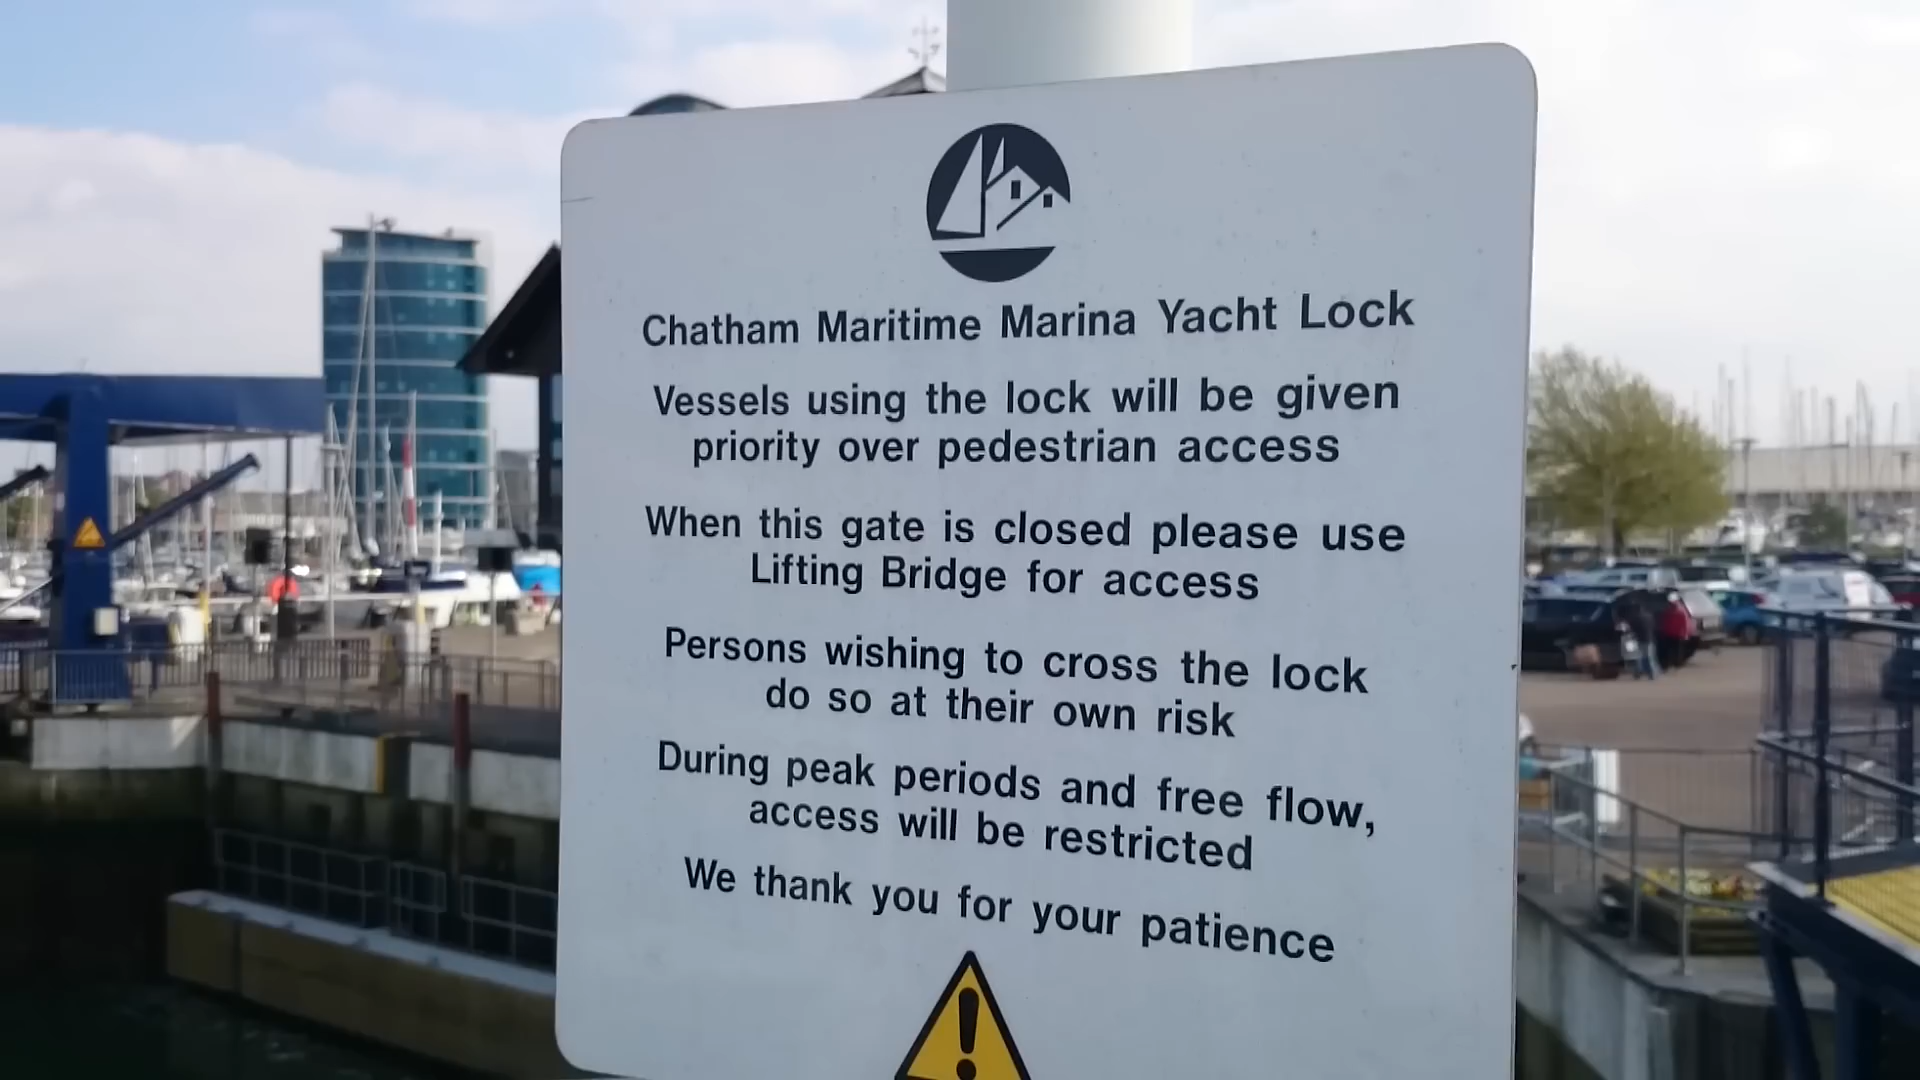 Chatham Maritime Marina Yacht Lock
Vessels using the lock will be given
priority over pedestrian access
When this gate is closed please use
Lifting Bridge for access
Persons wishing to cross the lock
do so at their own risk
During peak periods and free flow,
access will be restricted
We thank you for your patience